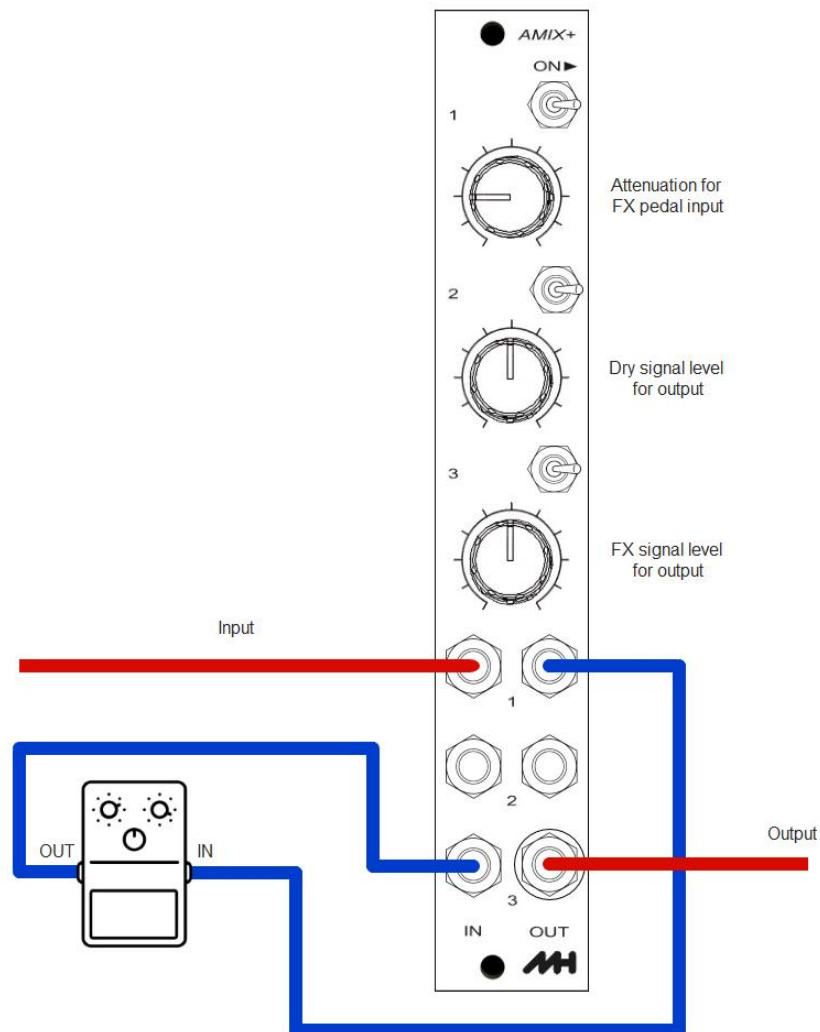 AMIX+
ON►
1
Attenuation for
FX pedal input
2
Dry signal level
for output
3
FX signal level
for output
Input
1
2
Output
OUT
IN
3
IN
OUT
MH